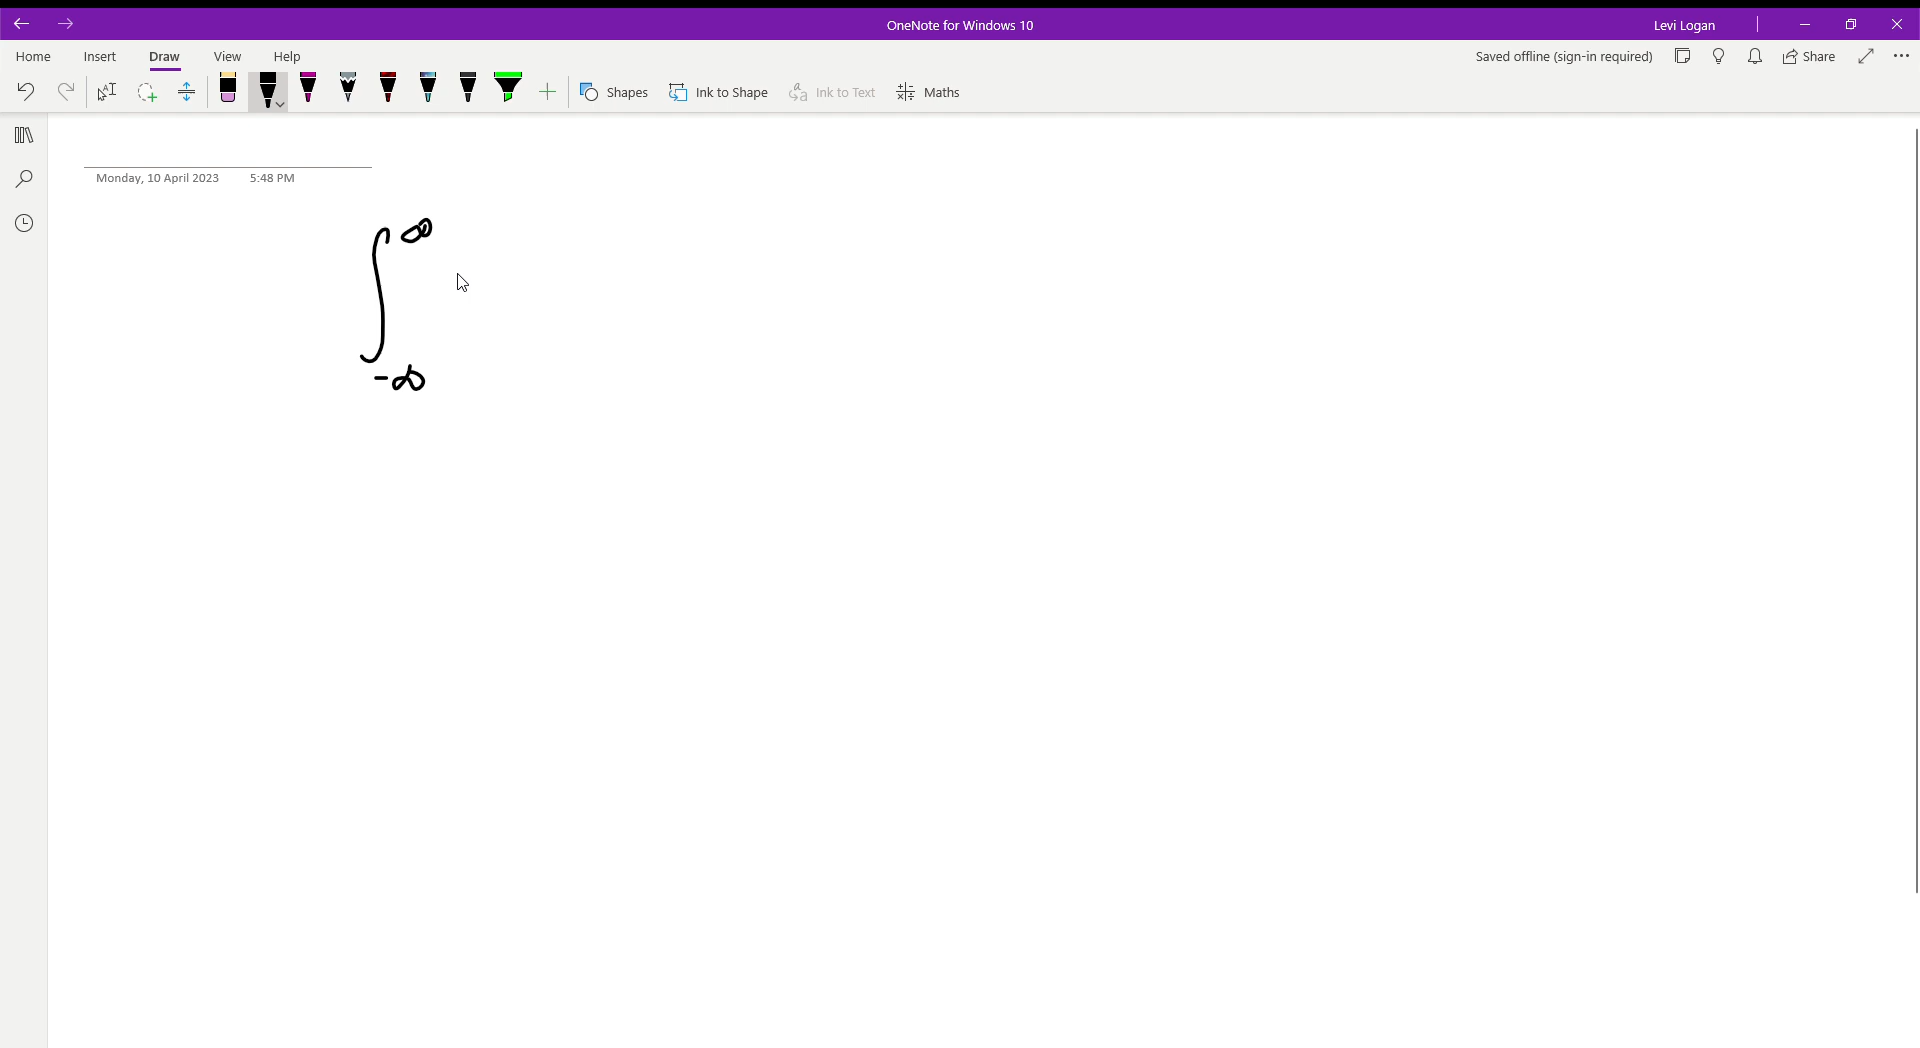 OneNote for Windows 10 Levi Logan
Home Insert Draw View Help Saved offline (sign-in required) Share
Shapes Ink to Shape Ink to Text Maths
Monday, 10 April 2023 5:48 PM
∞
∫
-∞